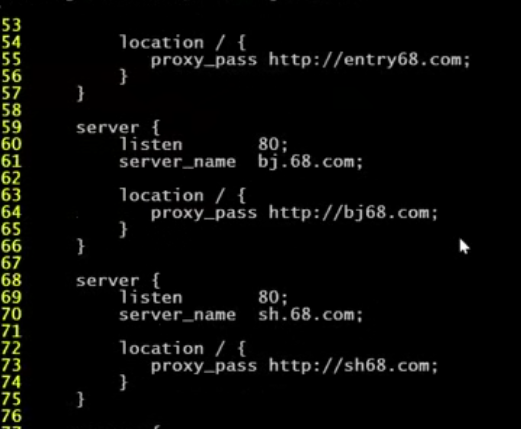 53
54 location / {
55 proxy_pass http://entry68.com;
56 }
57 }
58
59 server {
60 listen 80;
61 server_name bj.68.com;
62
63 location / {
64 proxy_pass http://bj68.com;
65 }
66 }
67
68 server {
69 listen 80;
70 server_name sh.68.com;
71
72 location / {
73 proxy_pass http://sh68.com;
74 }
75 }
76